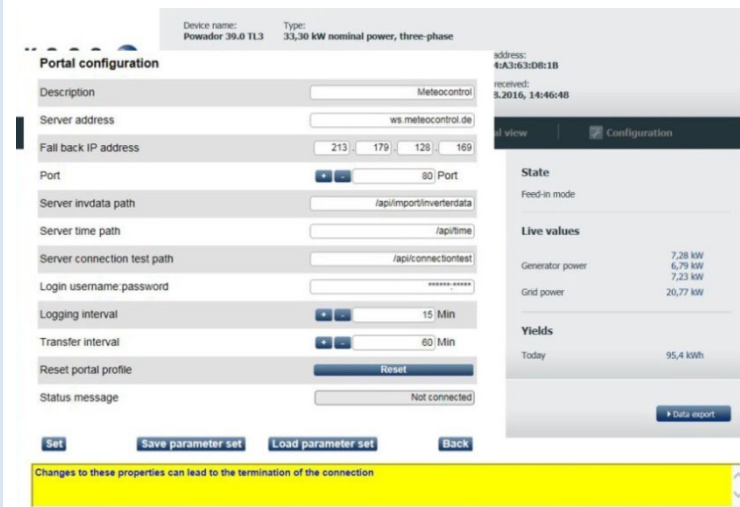 Device name:
Powador 39.0 TL3
Type:
33,30 kW nominal power, three-phase
address:
4:A3:63:D8:1B
received:
8.2016, 14:46:48
al view
Configuration
Portal configuration
Description
Meteocontrol
Server address
ws.meteocontrol.de
Fall back IP address
213 . 179 . 128 . 169
Port
+ - 80 Port
Server invdata path
/api/import/inverterdata
Server time path
/api/time
Server connection test path
/api/connectiontest
Login username:password
******:*****
Logging interval
+ - 15 Min
Transfer interval
+ - 60 Min
Reset portal profile
Reset
Status message
Not connected
Set
Save parameter set
Load parameter set
Back
State
Feed-in mode
Live values
Generator power
7,28 kW
6,79 kW
7,23 kW
Grid power
20,77 kW
Yields
Today
95,4 kWh
Data export
Changes to these properties can lead to the termination of the connection